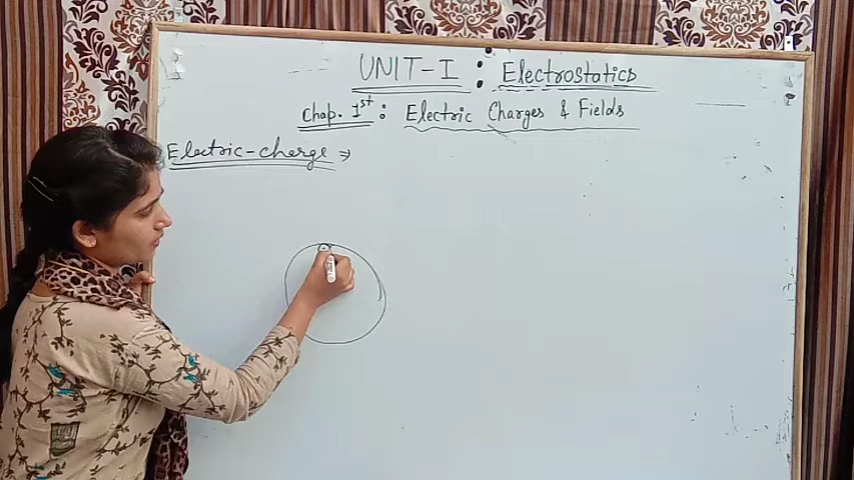 UNIT-I : Electrostatics
Chap. 1st : Electric Charges & Fields
Electric-charge ⇒